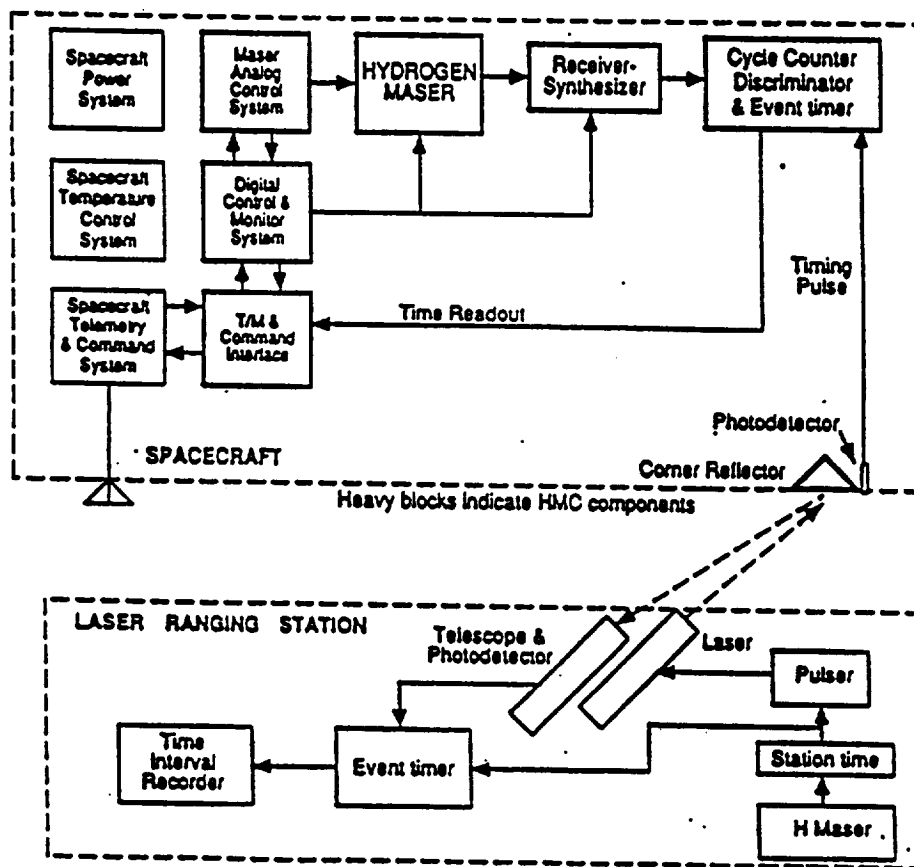 Spacecraft
Power
System
Maser
Analog
Control
System
HYDROGEN
MASER
Receiver-
Synthesizer
Cycle Counter
Discriminator
& Event timer
Spacecraft
Temperature
Control
System
Digital
Control &
Monitor
System
Timing
Pulse
Spacecraft
Telemetry
& Command
System
T/M &
Command
Interface
Time Readout
Photodetector
SPACECRAFT
Corner Reflector
Heavy blocks indicate HMC components
LASER RANGING STATION
Telescope &
Photodetector
Laser
Pulser
Time
Interval
Recorder
Event timer
Station time
H Maser